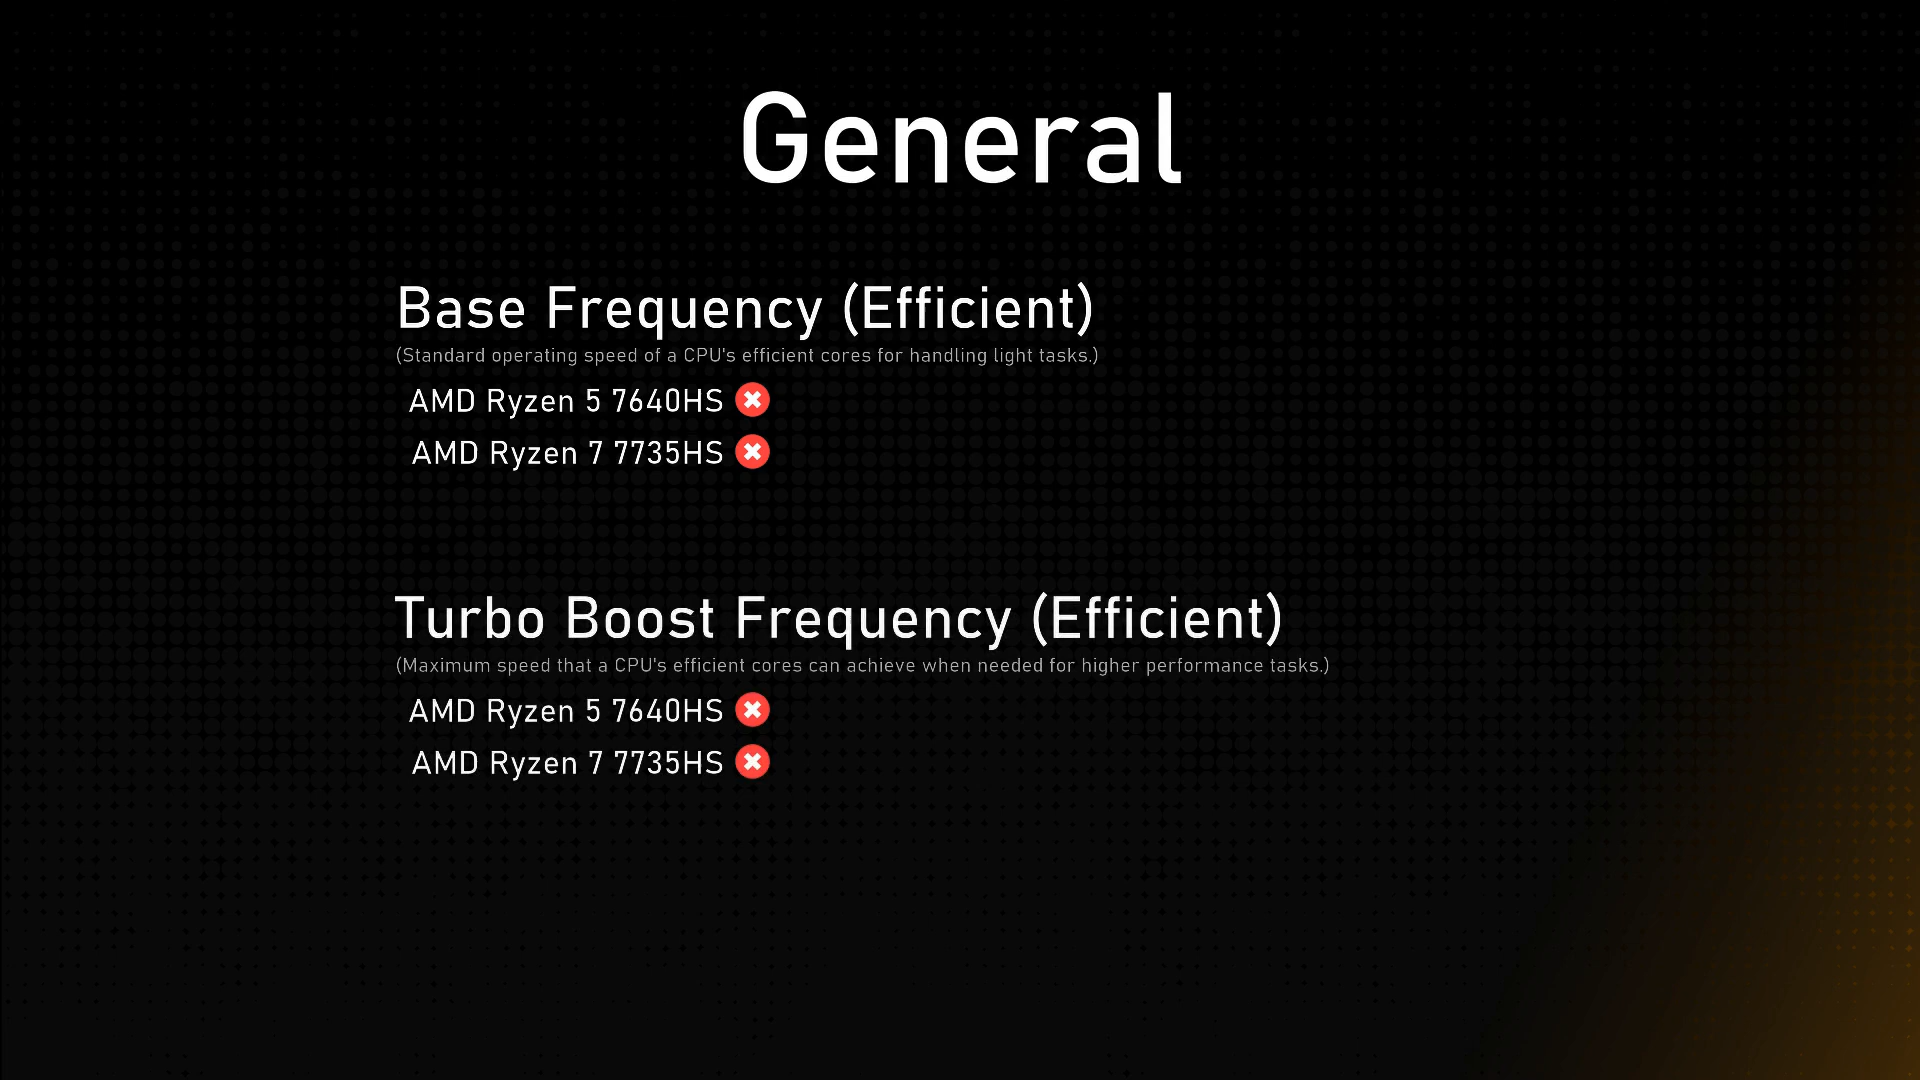 General
Base Frequency (Efficient)
(Standard operating speed of a CPU's efficient cores for handling light tasks.)
AMD Ryzen 5 7640HS
AMD Ryzen 7 7735HS
Turbo Boost Frequency (Efficient)
(Maximum speed that a CPU's efficient cores can achieve when needed for higher performance tasks.)
AMD Ryzen 5 7640HS
AMD Ryzen 7 7735HS